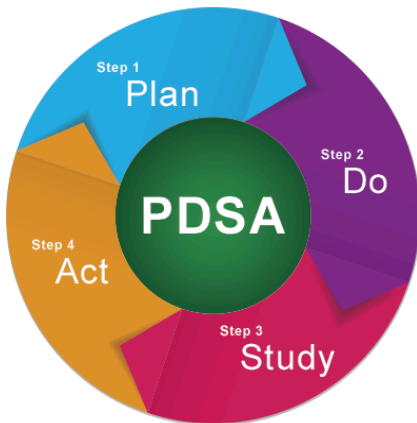 Step 1
Plan
Step 2
Do
PDSA
Step 4
Act
Step 3
Study